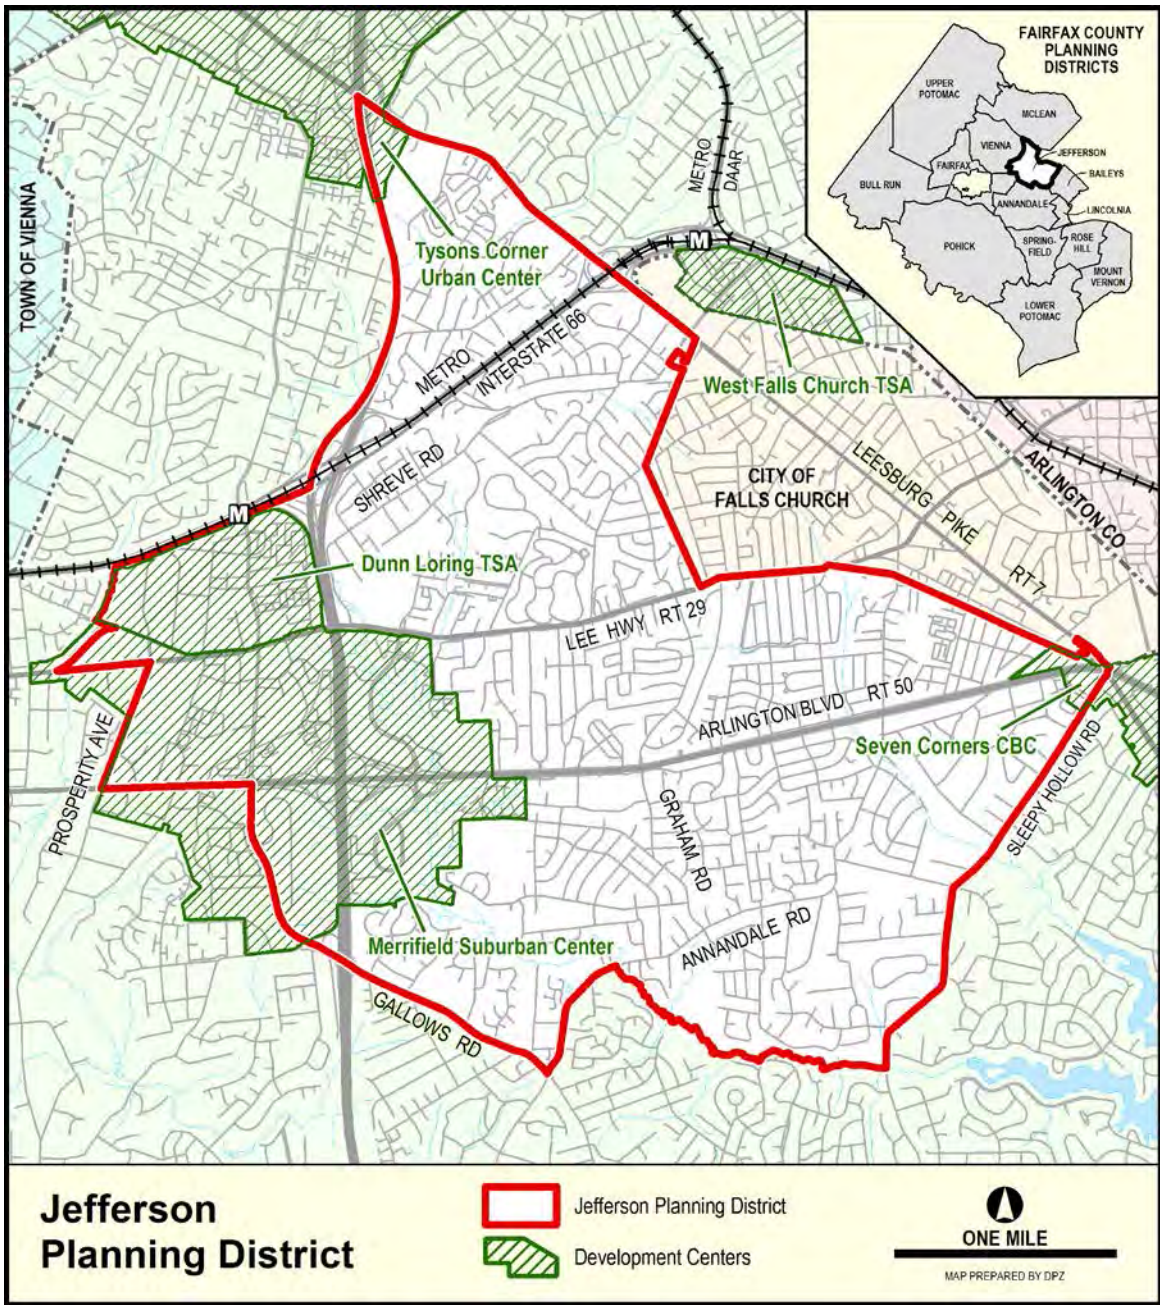 FAIRFAX COUNTY
PLANNING
DISTRICTS
UPPER
POTOMAC
MCLEAN
VIENNA
JEFFERSON
FAIRFAX
BAILEYS
BULL RUN
ANNANDALE
LINCOLNIA
POHICK
SPRING-
FIELD
ROSE
HILL
MOUNT
VERNON
LOWER
POTOMAC
METRO
DAAR
TOWN OF VIENNA
M
Tysons Corner
Urban Center
METRO
INTERSTATE 66
West Falls Church TSA
SHREVE RD
CITY OF
FALLS CHURCH
LEESBURG PIKE RT 7
ARLINGTON CO
M
Dunn Loring TSA
LEE HWY RT 29
ARLINGTON BLVD RT 50
Seven Corners CBC
PROSPERITY AVE
SLEEPY HOLLOW RD
GRAHAM RD
ANNANDALE RD
Merrifield Suburban Center
GALLOWS RD
Jefferson
Planning District
Jefferson Planning District
Development Centers
ONE MILE
MAP PREPARED BY DPZ